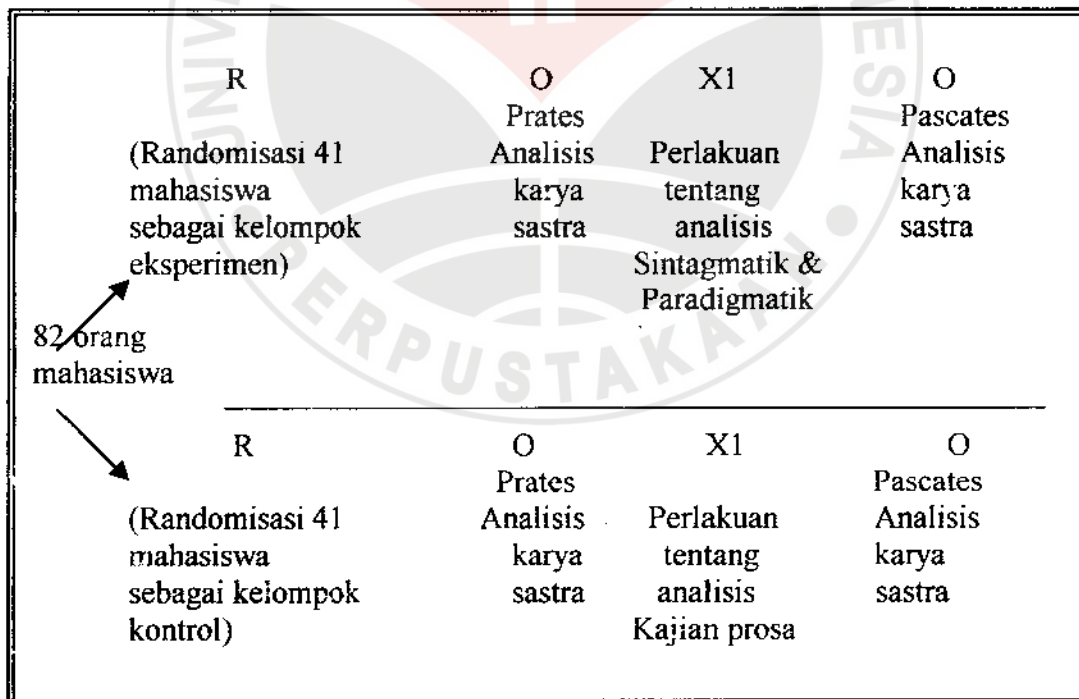 R O X1 O
Prates Pascates
(Randomisasi 41 Analisis Perlakuan Analisis
mahasiswa karya tentang karya
sebagai kelompok sastra analisis sastra
eksperimen) Sintagmatik &
Paradigmatik
82 orang
mahasiswa
R O X1 O
Prates Pascates
(Randomisasi 41 Analisis Perlakuan Analisis
mahasiswa karya tentang karya
sebagai kelompok sastra analisis sastra
kontrol) Kajian prosa
PERPUSTAKAAN